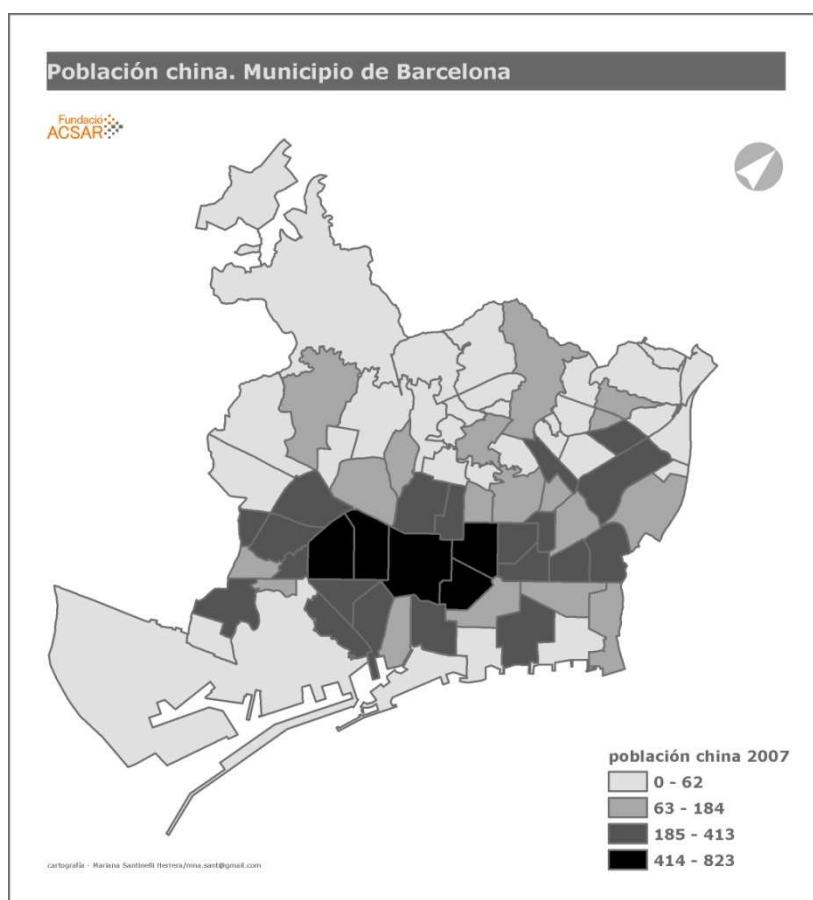 Población china. Municipio de Barcelona
Fundació
ACSAR
población china 2007
0 - 62
63 - 184
185 - 413
414 - 823
cartografía - Mariana Santinelli Herrera/mna.sant@gmail.com